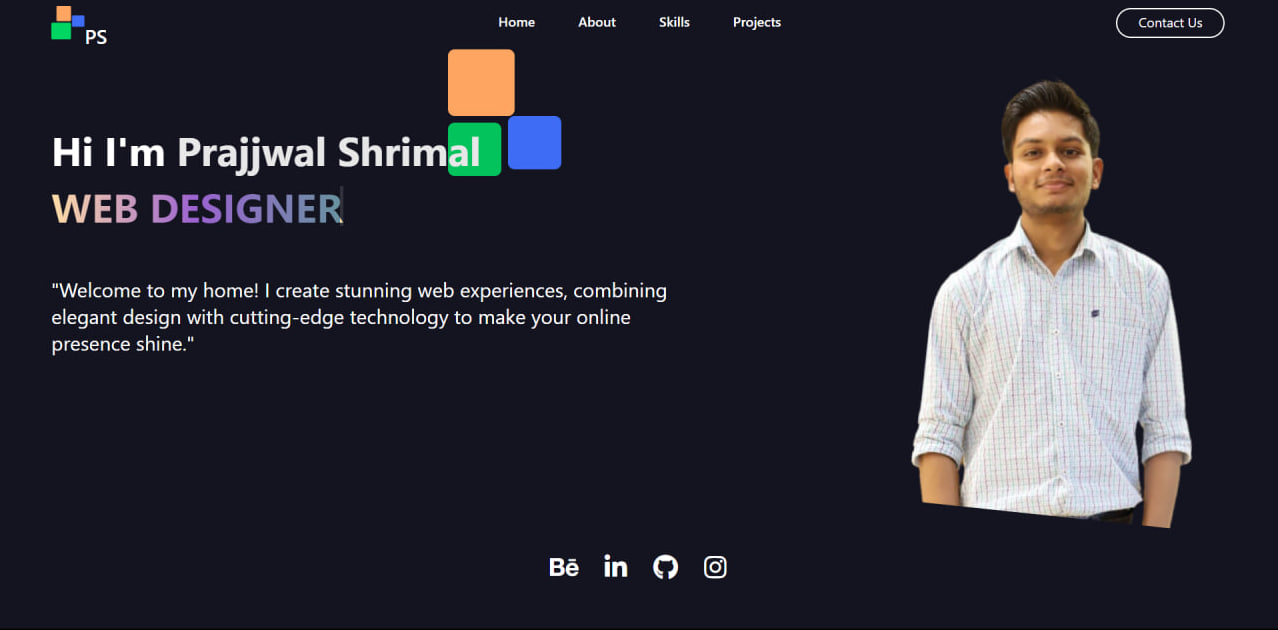 PS
Home About Skills Projects
Contact Us
Hi I'm Prajjwal Shrimal
WEB DESIGNER
"Welcome to my home! I create stunning web experiences, combining
elegant design with cutting-edge technology to make your online
presence shine."
Bē in